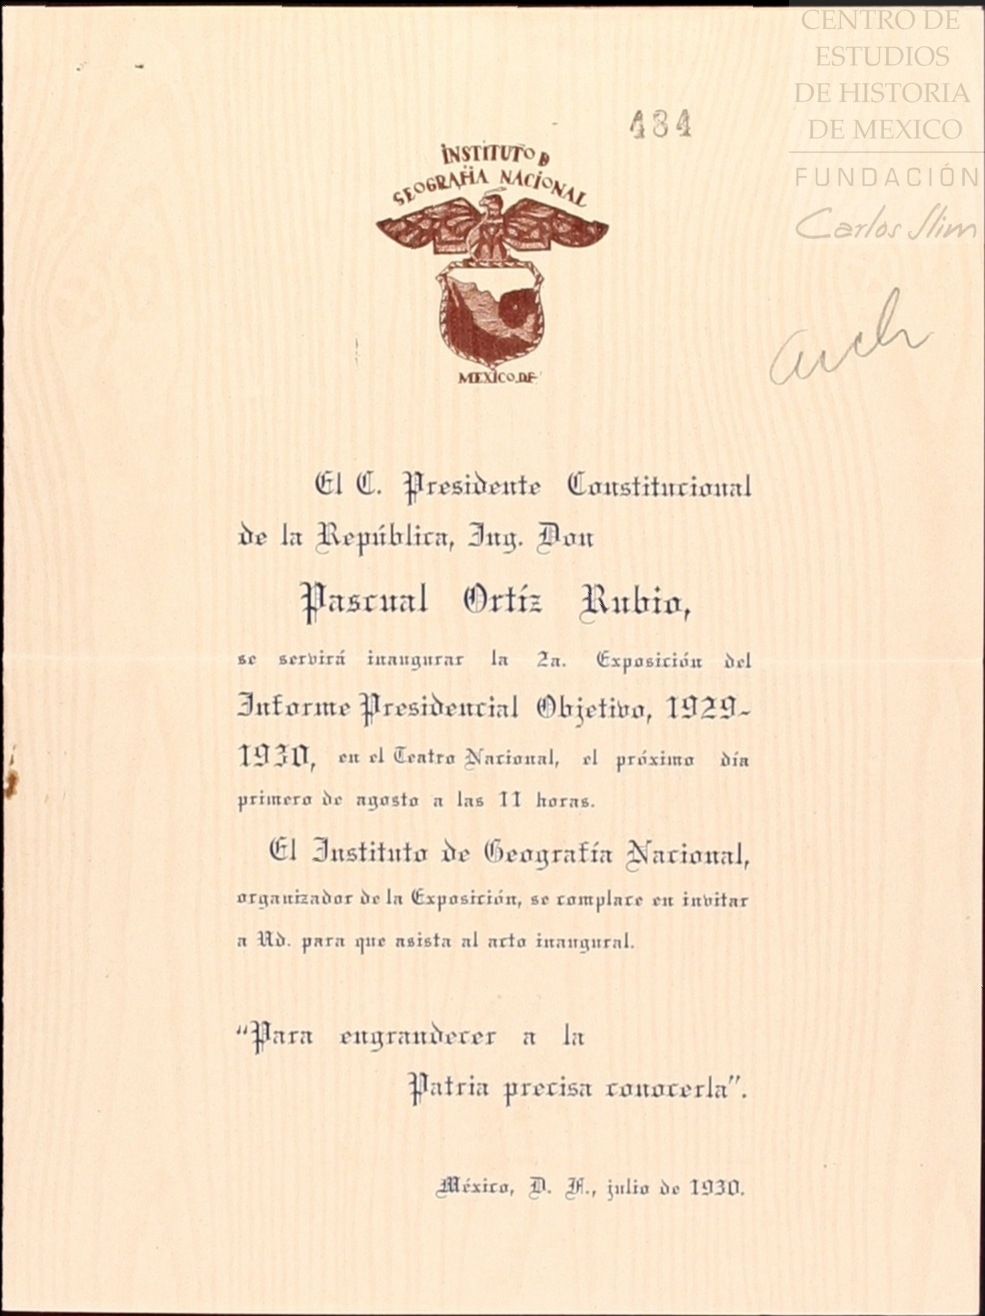 CENTRO DE
ESTUDIOS
DE HISTORIA
DE MEXICO
FUNDACIÓN
Carlos Slim
484
INSTITUTO D
GEOGRAFIA NACIONAL
MEXICO, D.F.
arch
El C. Presidente Constitucional
de la República, Ing. Don
Pascual Ortíz Rubio,
se servirá inaugurar la 2a. Exposición del
Informe Presidencial Objetivo, 1929-
1930, en el Teatro Nacional, el próximo día
primero de agosto a las 11 horas.
El Instituto de Geografía Nacional,
organizador de la Exposición, se complace en invitar
a Ud. para que asista al acto inaugural.
"Para engrandecer a la
Patria precisa conocerla".
México, D. F., julio de 1930.